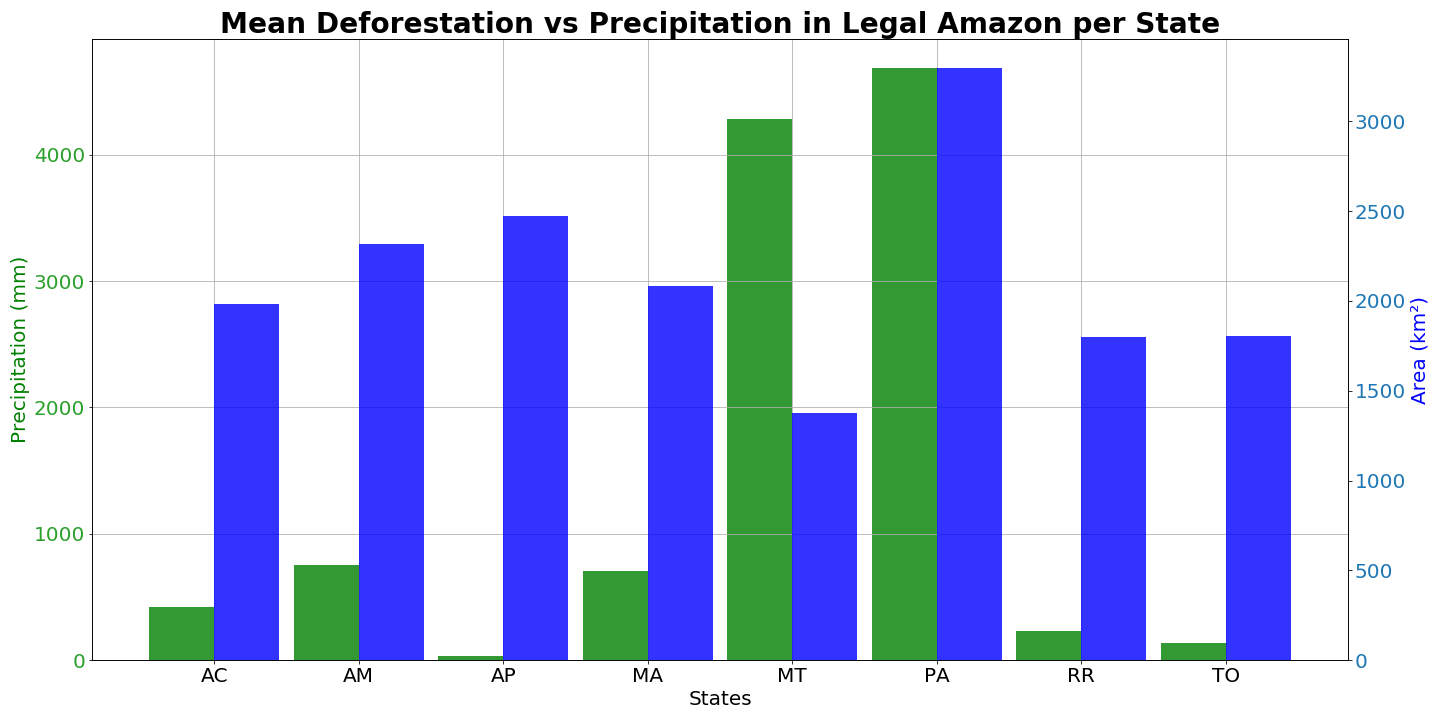 Mean Deforestation vs Precipitation in Legal Amazon per State
Precipitation (mm)
4000
3000
2000
1000
0
3000
2500
2000
1500
1000
500
0
Area (km²)
AC AM AP MA MT PA RR TO
States